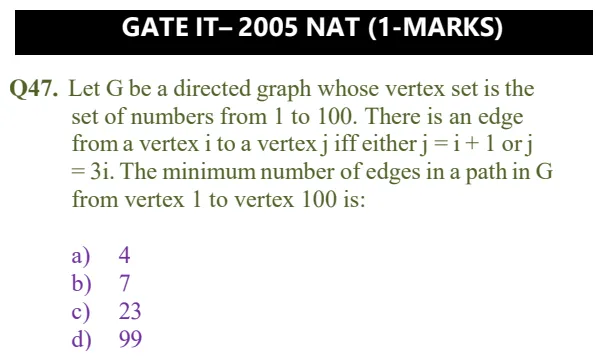 GATE IT– 2005 NAT (1-MARKS)
Q47. Let G be a directed graph whose vertex set is the
set of numbers from 1 to 100. There is an edge
from a vertex i to a vertex j iff either j = i + 1 or j
= 3i. The minimum number of edges in a path in G
from vertex 1 to vertex 100 is:
a) 4
b) 7
c) 23
d) 99